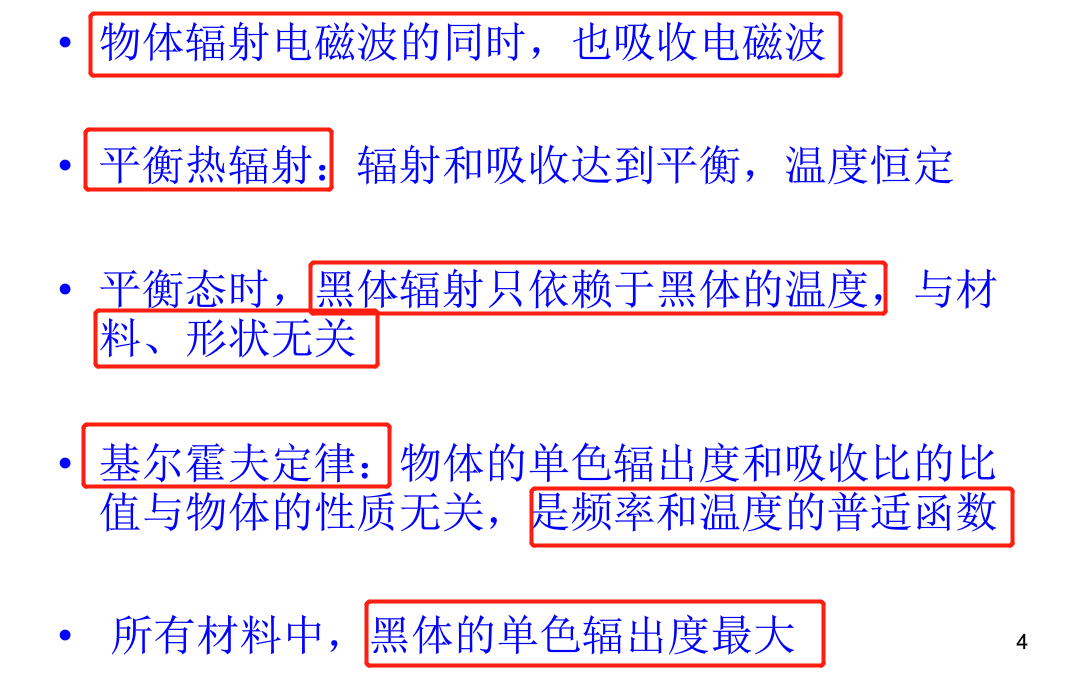 • 物体辐射电磁波的同时，也吸收电磁波
• 平衡热辐射：辐射和吸收达到平衡，温度恒定
• 平衡态时，黑体辐射只依赖于黑体的温度，与材
料、形状无关
• 基尔霍夫定律：物体的单色辐出度和吸收比的比
值与物体的性质无关，是频率和温度的普适函数
• 所有材料中，黑体的单色辐出度最大
4